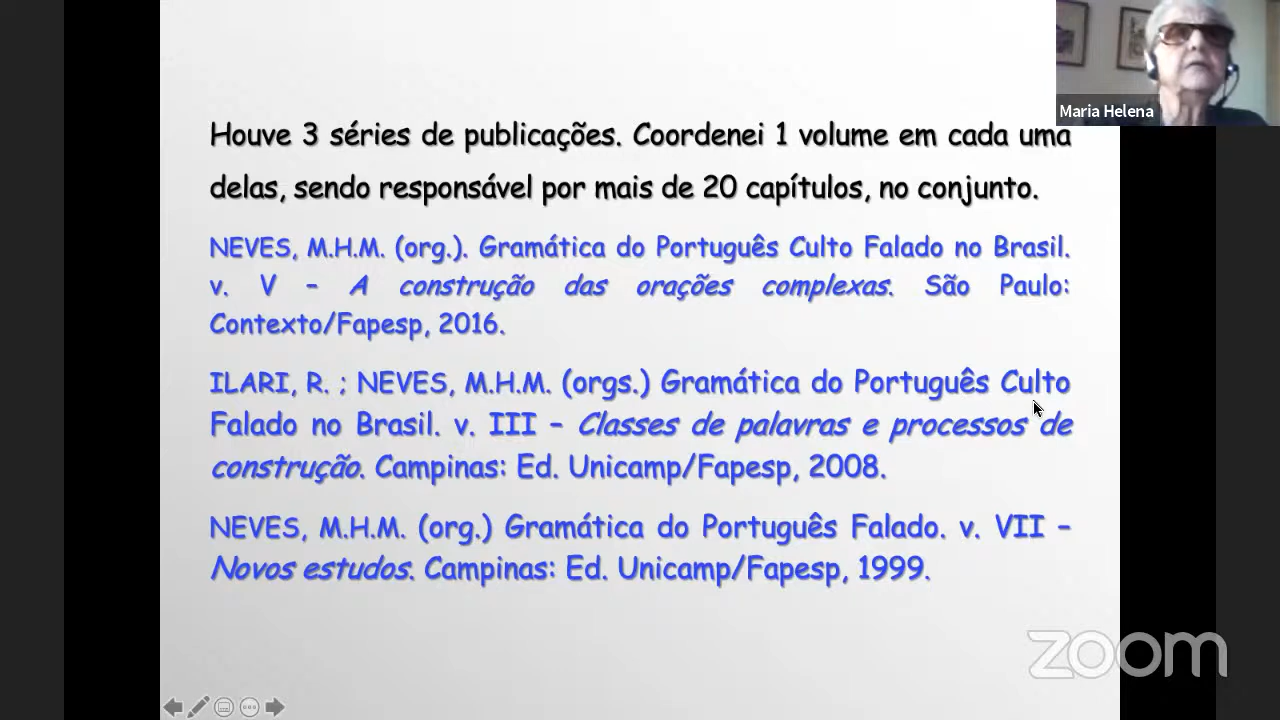 Maria Helena
Houve 3 séries de publicações. Coordenei 1 volume em cada uma
delas, sendo responsável por mais de 20 capítulos, no conjunto.
NEVES, M.H.M. (org.). Gramática do Português Culto Falado no Brasil.
v. V – A construção das orações complexas. São Paulo:
Contexto/Fapesp, 2016.
ILARI, R. ; NEVES, M.H.M. (orgs.) Gramática do Português Culto
Falado no Brasil. v. III – Classes de palavras e processos de
construção. Campinas: Ed. Unicamp/Fapesp, 2008.
NEVES, M.H.M. (org.) Gramática do Português Falado. v. VII –
Novos estudos. Campinas: Ed. Unicamp/Fapesp, 1999.
zoom